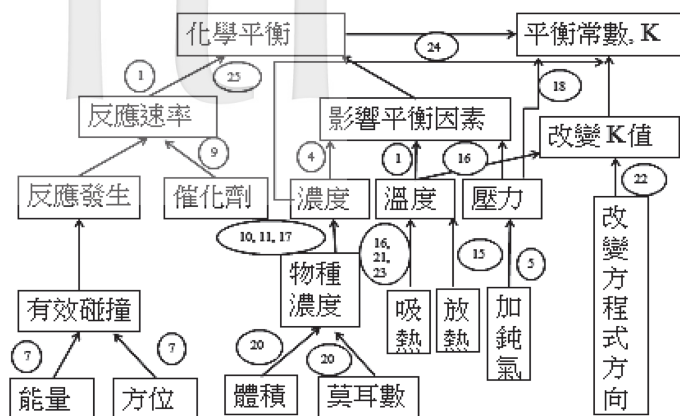 化學平衡
24
平衡常數, K
1
25
18
反應速率
影響平衡因素
改變 K 值
9
4
1
16
22
反應發生
催化劑
濃度
溫度
壓力
改變方程式方向
10, 11, 17
16,
21,
23
15
5
物種
濃度
有效碰撞
吸熱
放熱
加鈍氣
7
7
20
20
能量
方位
體積
莫耳數